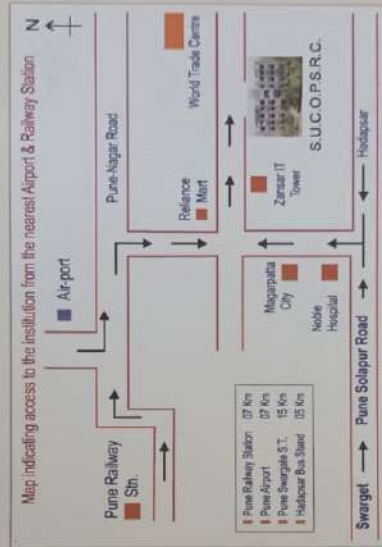 Map indicating access to the institution from the nearest Airport & Railway Station
N
Air-port
Pune Railway
Stn.
Pune-Nagar Road
World Trade Centre
Reliance
Mart
S.U.C.O.P.S.R.C.
Zensar IT
Tower
Magarpatta
City
Noble
Hospital
Pune Railway Station 07 Km
Pune Airport 07 Km
Pune Swargate S.T. 15 Km
Hadapsar Bus Stand 05 Km
Swarget
Pune Solapur Road
Hadapsar